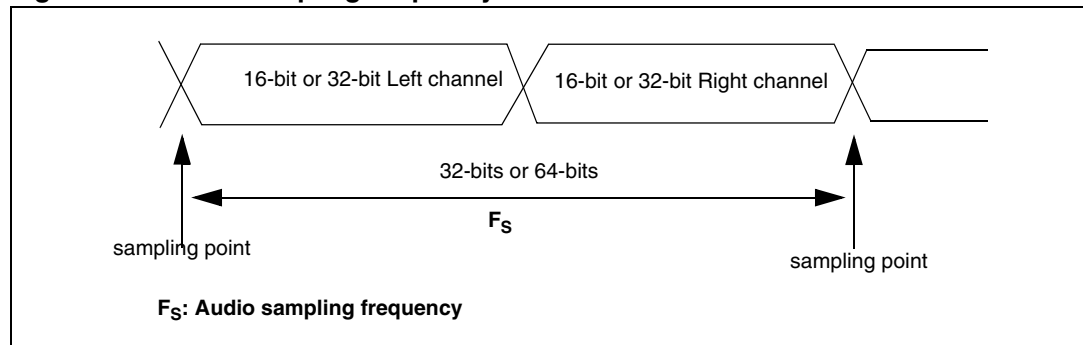 16-bit or 32-bit Left channel
16-bit or 32-bit Right channel
32-bits or 64-bits
FS
sampling point
sampling point
FS: Audio sampling frequency